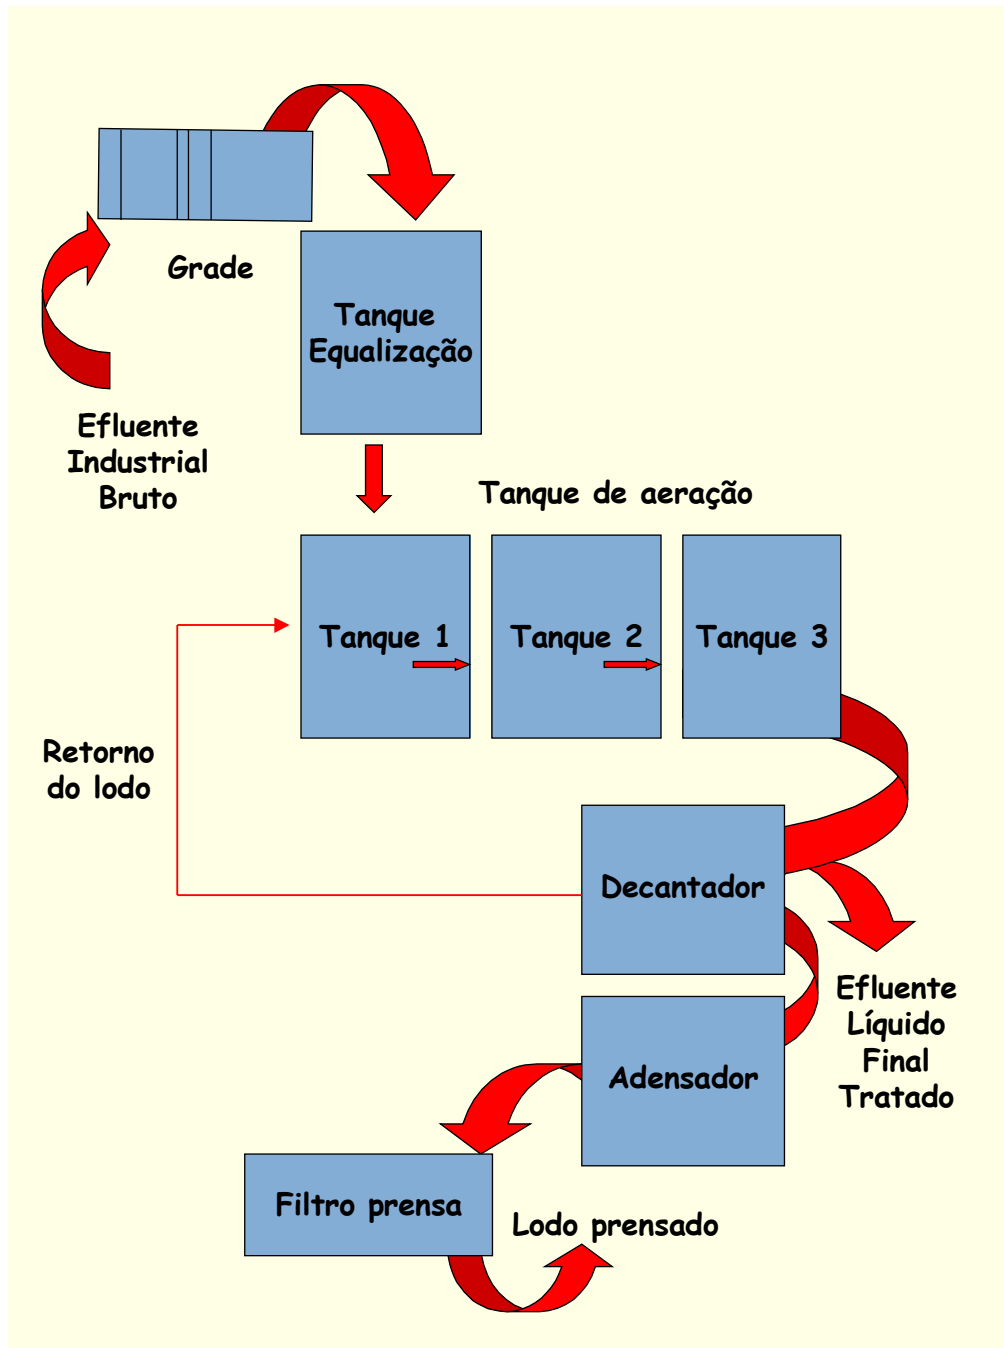 Grade
Tanque
Equalização
Efluente
Industrial
Bruto
Tanque de aeração
Tanque 1
Tanque 2
Tanque 3
Retorno
do lodo
Decantador
Efluente
Líquido
Final
Tratado
Adensador
Filtro prensa
Lodo prensado